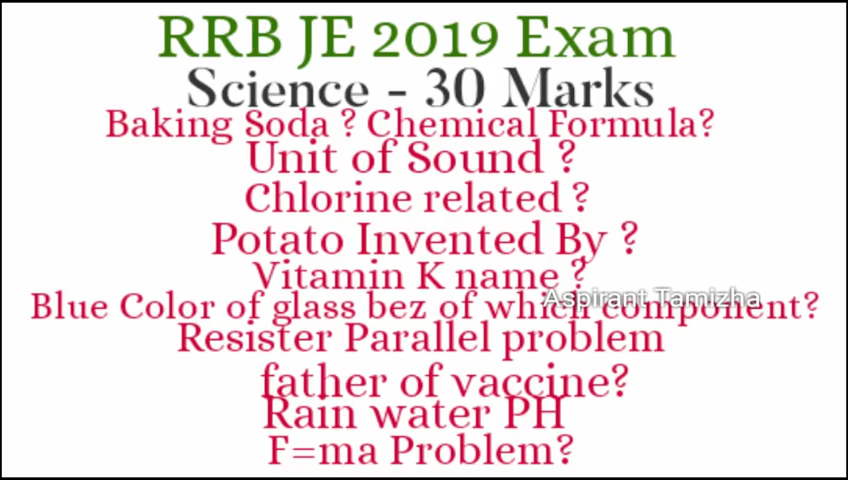 RRB JE 2019 Exam
Science - 30 Marks
Baking Soda ? Chemical Formula?
Unit of Sound ?
Chlorine related ?
Potato Invented By ?
Vitamin K name ?
Aspirant Tamizha
Blue Color of glass bez of which component?
Resister Parallel problem
father of vaccine?
Rain water PH
F=ma Problem?